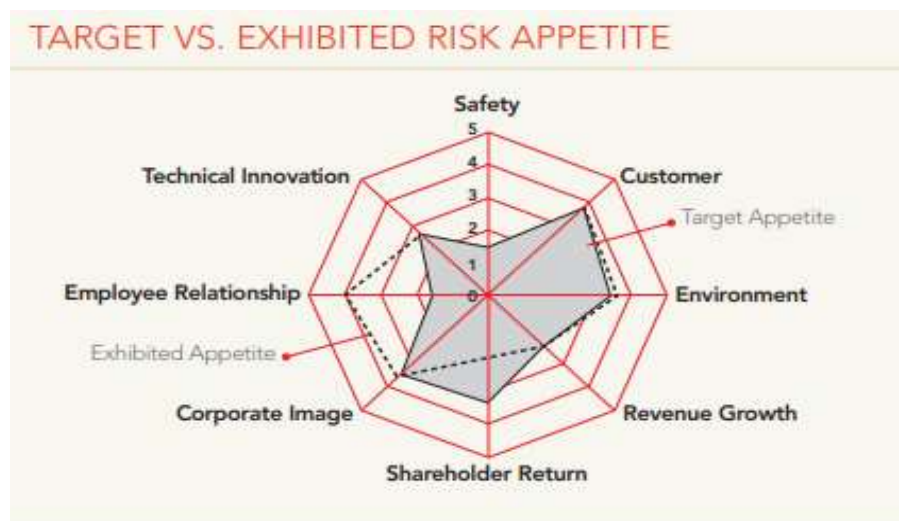 TARGET VS. EXHIBITED RISK APPETITE
Safety
5
Technical Innovation
4
Customer
3
Target Appetite
2
1
Employee Relationship
0
Environment
Exhibited Appetite
Corporate Image
Revenue Growth
Shareholder Return